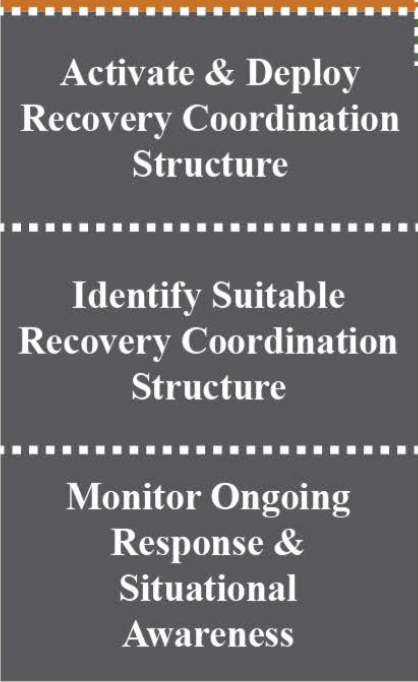 Activate & Deploy
Recovery Coordination
Structure
Identify Suitable
Recovery Coordination
Structure
Monitor Ongoing
Response &
Situational
Awareness